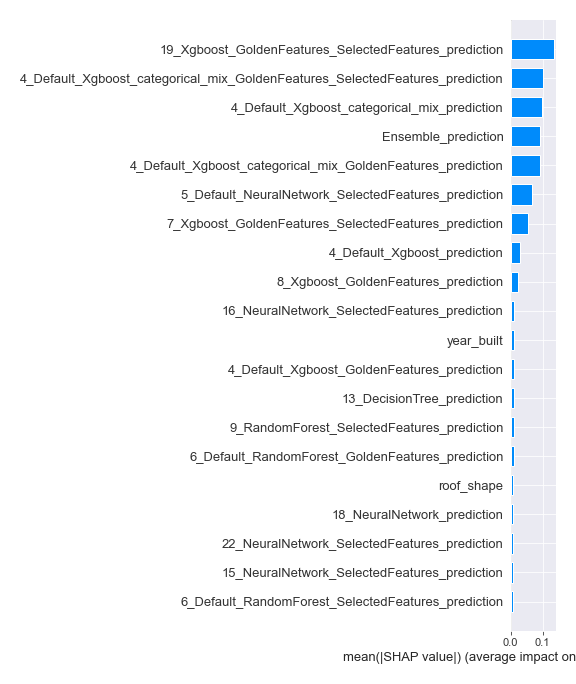 19_Xgboost_GoldenFeatures_SelectedFeatures_prediction
4_Default_Xgboost_categorical_mix_GoldenFeatures_SelectedFeatures_prediction
4_Default_Xgboost_categorical_mix_prediction
Ensemble_prediction
4_Default_Xgboost_categorical_mix_GoldenFeatures_prediction
5_Default_NeuralNetwork_SelectedFeatures_prediction
7_Xgboost_GoldenFeatures_SelectedFeatures_prediction
4_Default_Xgboost_prediction
8_Xgboost_GoldenFeatures_prediction
16_NeuralNetwork_SelectedFeatures_prediction
year_built
4_Default_Xgboost_GoldenFeatures_prediction
13_DecisionTree_prediction
9_RandomForest_SelectedFeatures_prediction
6_Default_RandomForest_GoldenFeatures_prediction
roof_shape
18_NeuralNetwork_prediction
22_NeuralNetwork_SelectedFeatures_prediction
15_NeuralNetwork_SelectedFeatures_prediction
6_Default_RandomForest_SelectedFeatures_prediction
0.0 0.1
mean(|SHAP value|) (average impact on